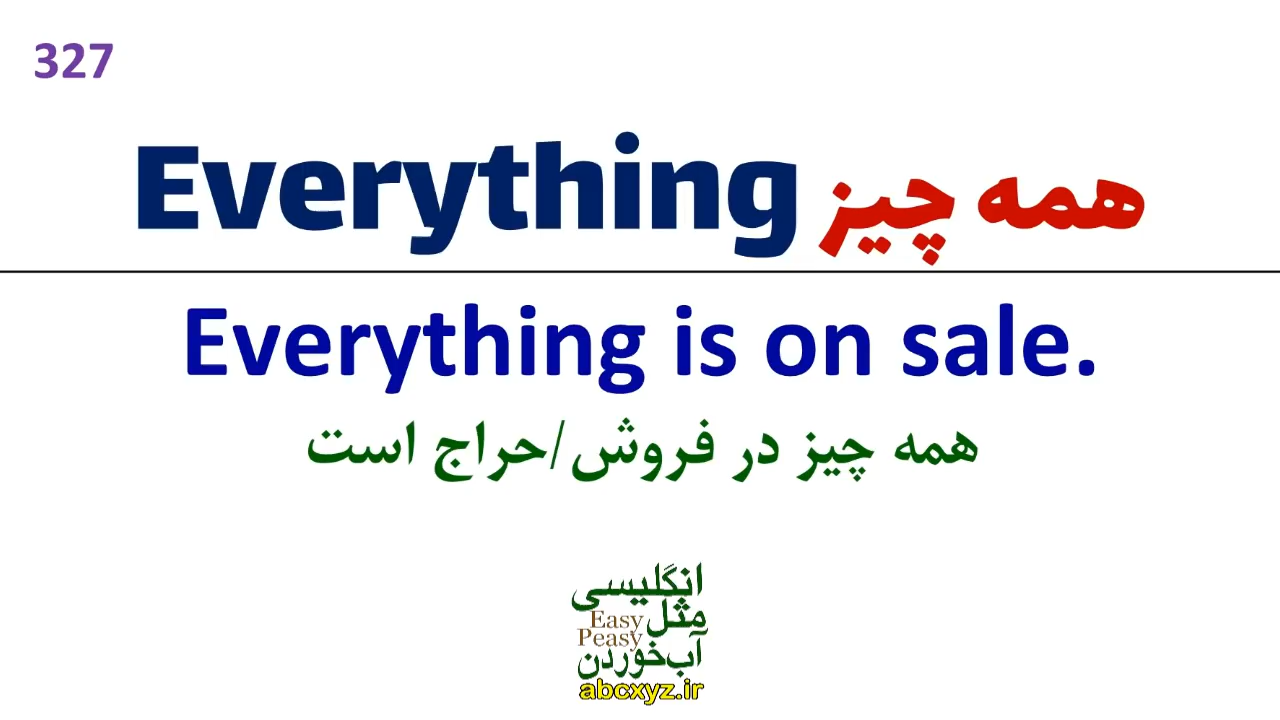 327
Everything همه چیز
Everything is on sale.
همه چیز در فروش/حراج است
انگلیسی
مثل Easy
Peasy
آب‌خوردن
abcxyz.ir